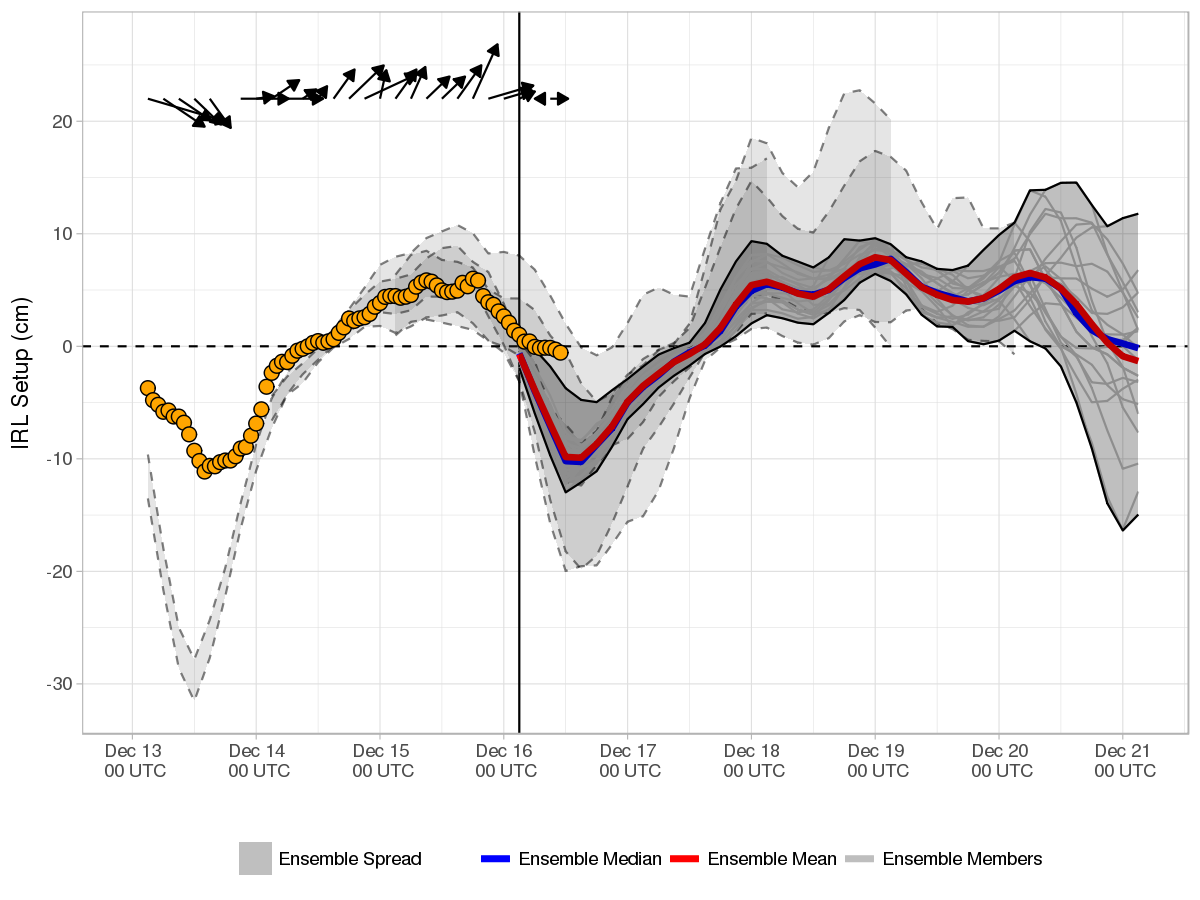 IRL Setup (cm)
20
10
0
-10
-20
-30
Dec 13 Dec 14 Dec 15 Dec 16 Dec 17 Dec 18 Dec 19 Dec 20 Dec 21
00 UTC 00 UTC 00 UTC 00 UTC 00 UTC 00 UTC 00 UTC 00 UTC 00 UTC
Ensemble Spread Ensemble Median Ensemble Mean Ensemble Members